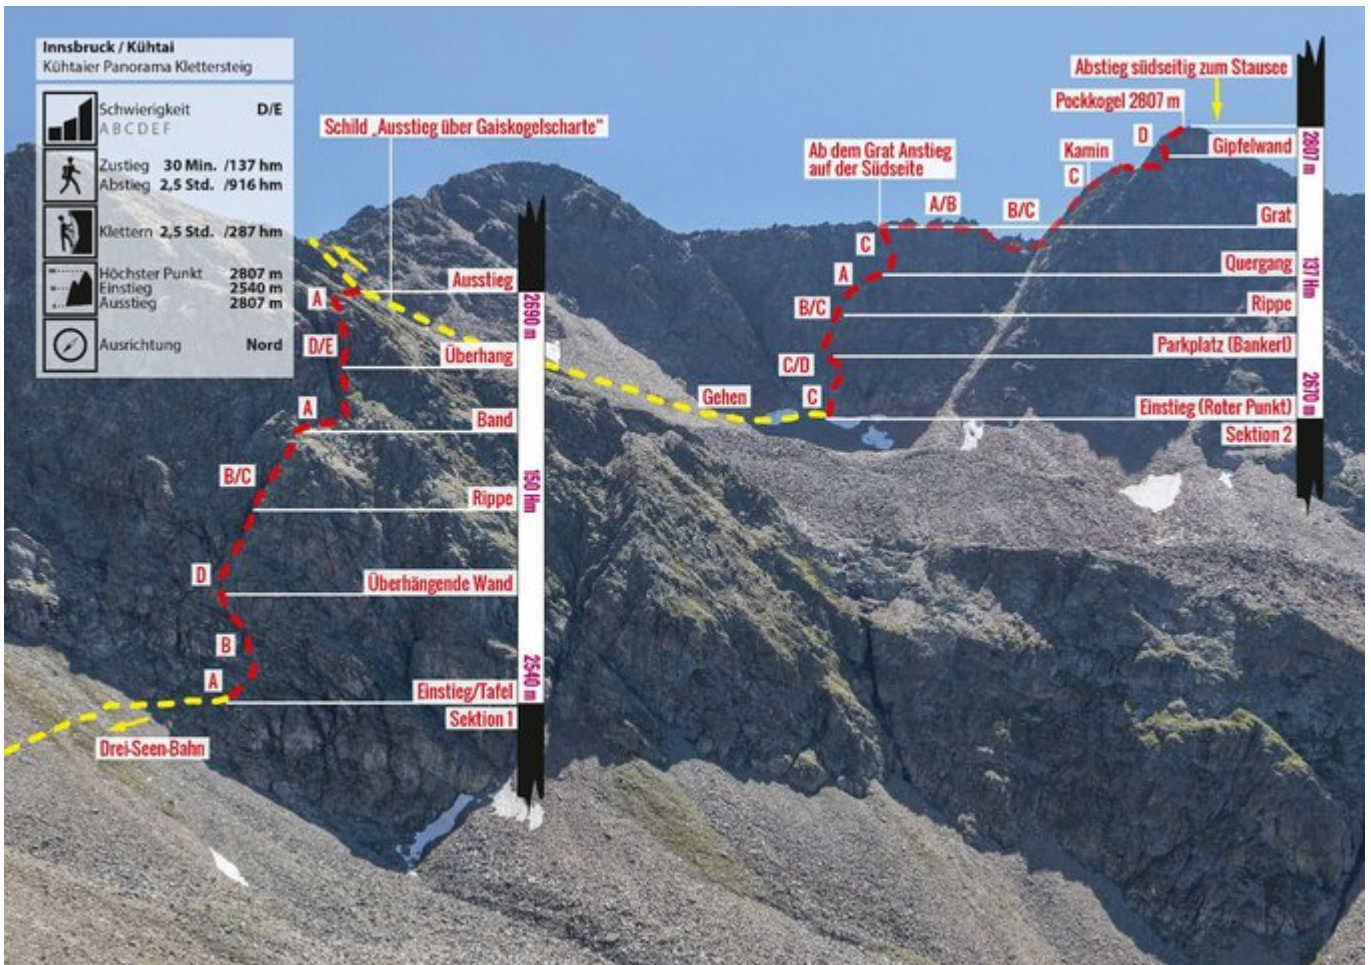 Innsbruck / Kühtai
Kühtaier Panorama Klettersteig
Schwierigkeit D/E
A B C D E F
Zustieg 30 Min. /137 hm
Abstieg 2,5 Std. /916 hm
Klettern 2,5 Std. /287 hm
Höchster Punkt 2807 m
Einstieg 2540 m
Ausstieg 2807 m
Ausrichtung Nord
Schild „Ausstieg über Gaiskogelscharte"
Ausstieg
A
2690 m
D/E
Überhang
A
Band
B/C
150 Hm
Rippe
D
Überhängende Wand
B
A
2540 m
Einstieg/Tafel
Sektion 1
Drei-Seen-Bahn
Gehen
Abstieg südseitig zum Stausee
Pockkogel 2807 m
D
2807 m
Gipfelwand
Kamin
C
Ab dem Grat Anstieg
auf der Südseite
A/B
B/C
Grat
C
Quergang
137 Hm
A
B/C
Rippe
Parkplatz (Bankerl)
C/D
2670 m
C
Einstieg (Roter Punkt)
Sektion 2